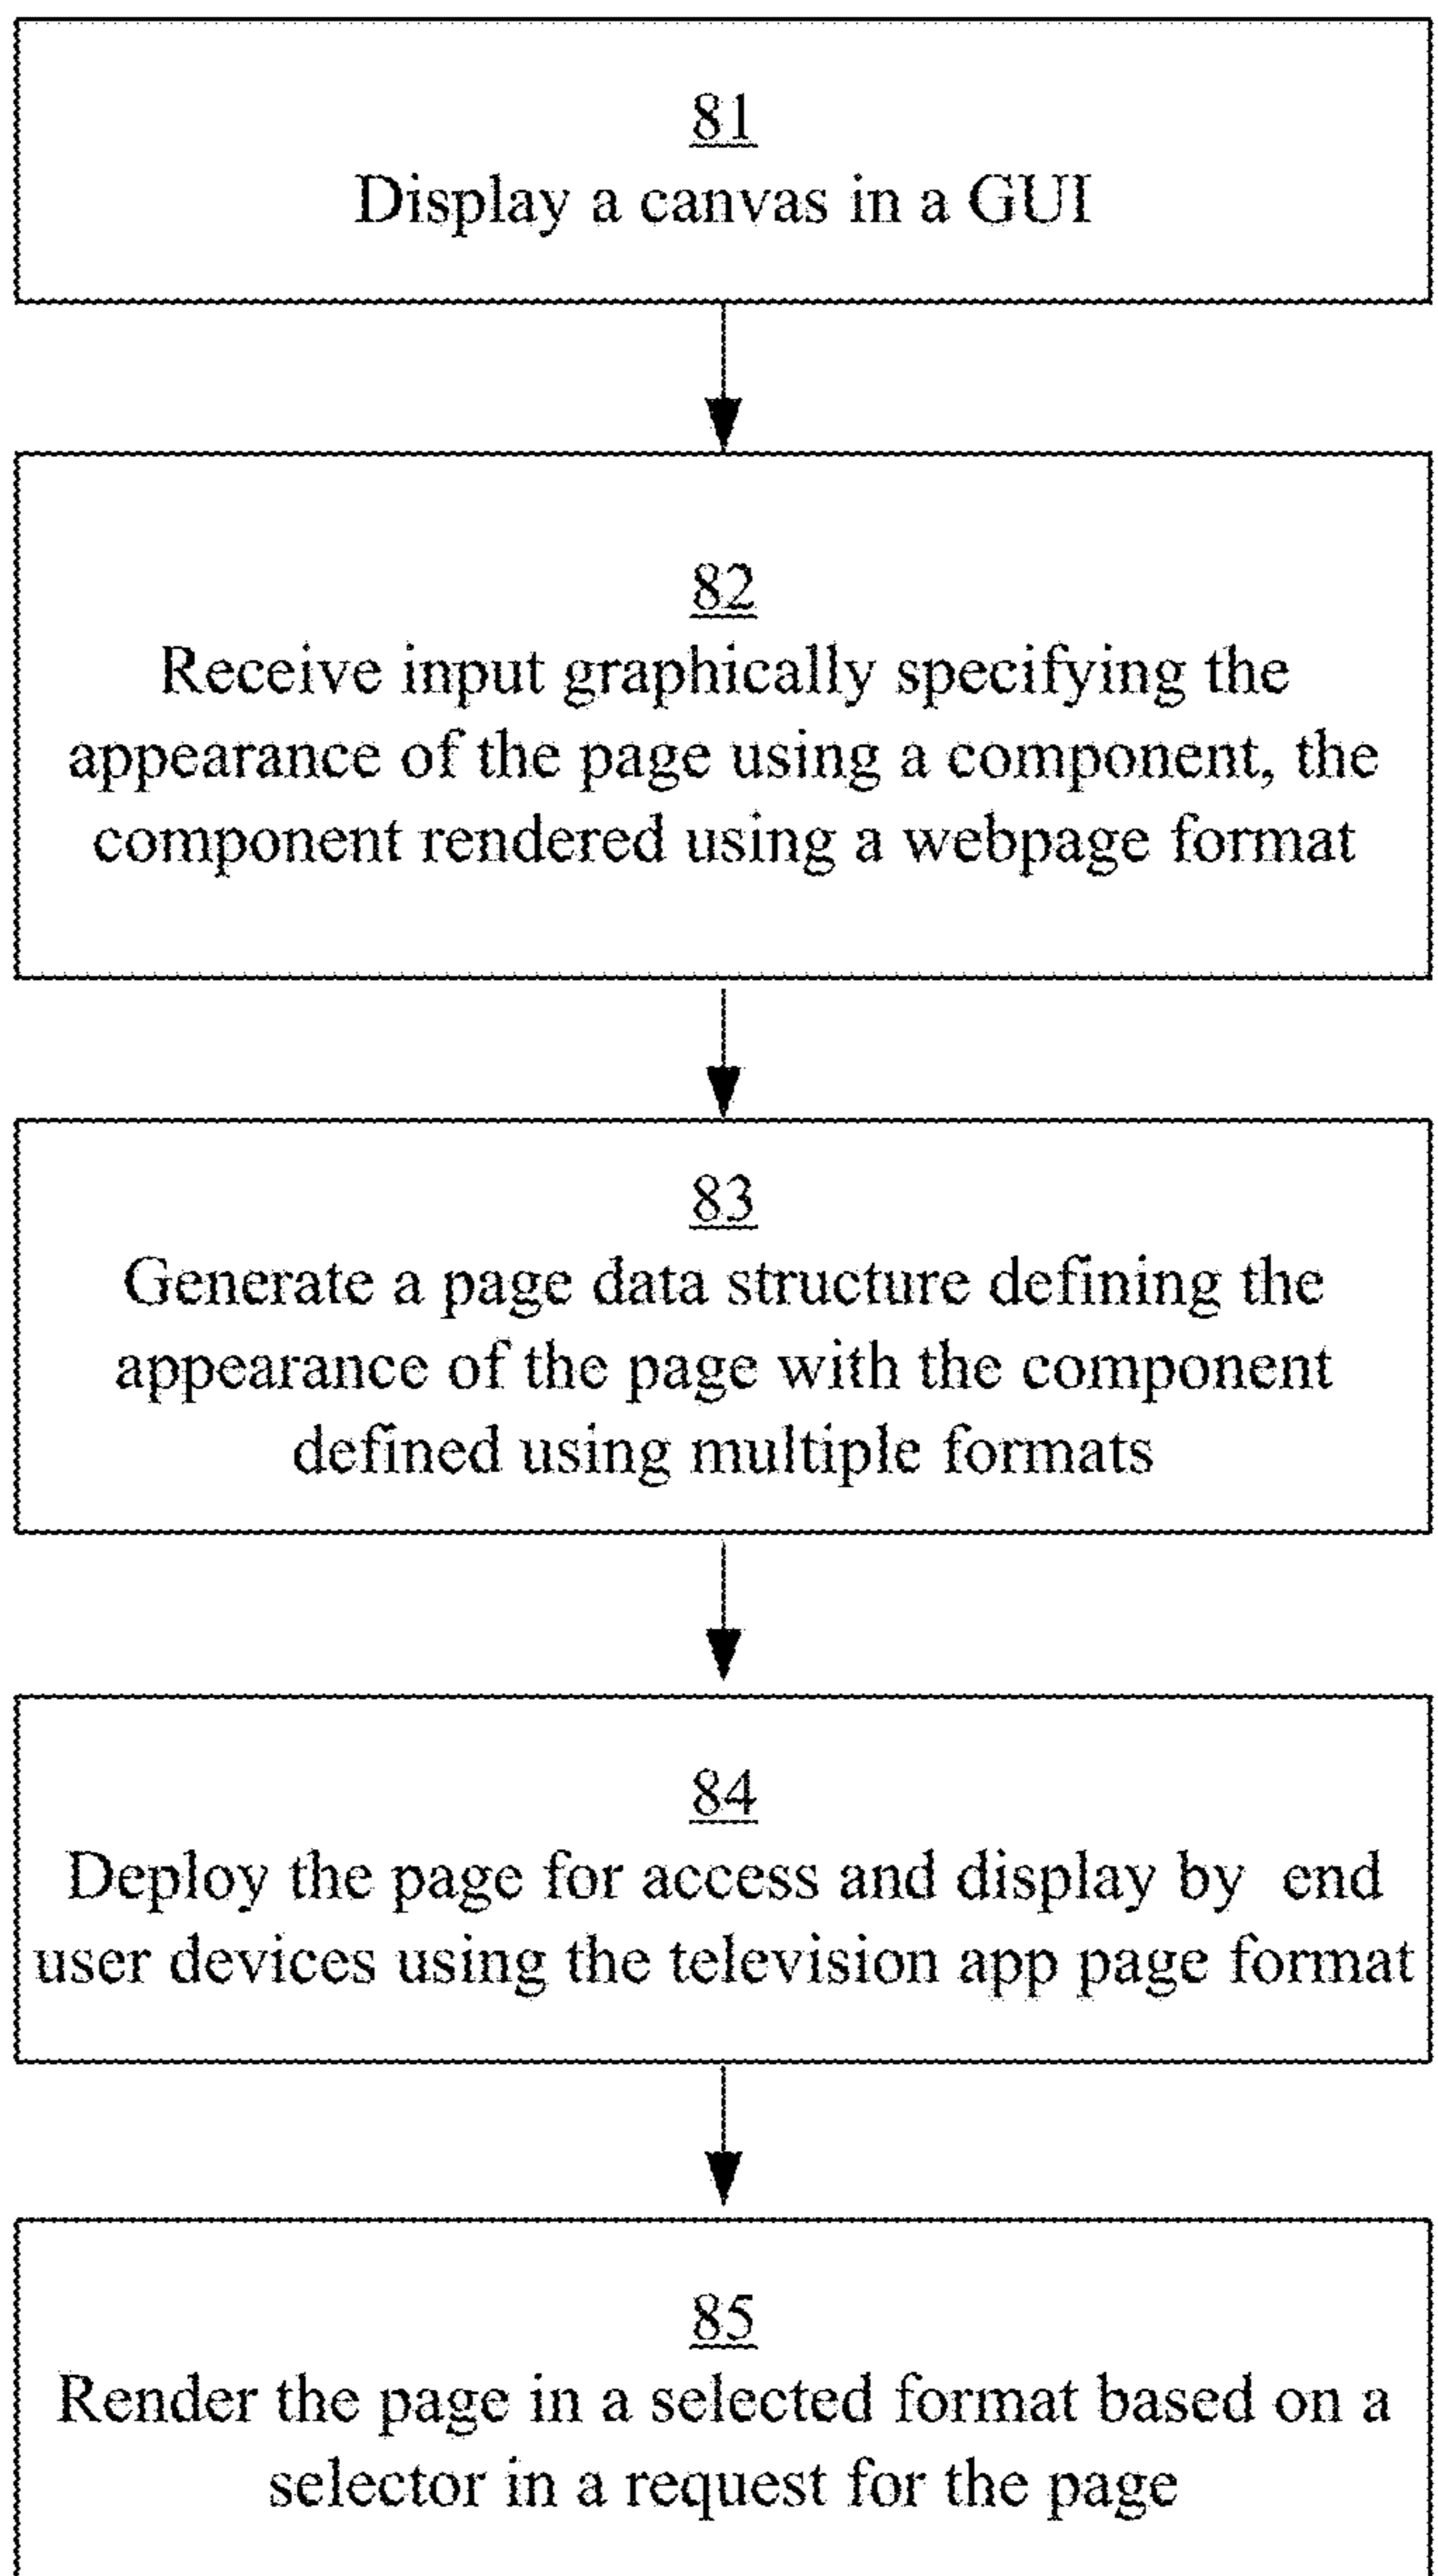 81
Display a canvas in a GUI
82
Receive input graphically specifying the
appearance of the page using a component, the
component rendered using a webpage format
83
Generate a page data structure defining the
appearance of the page with the component
defined using multiple formats
84
Deploy the page for access and display by end
user devices using the television app page format
85
Render the page in a selected format based on a
selector in a request for the page